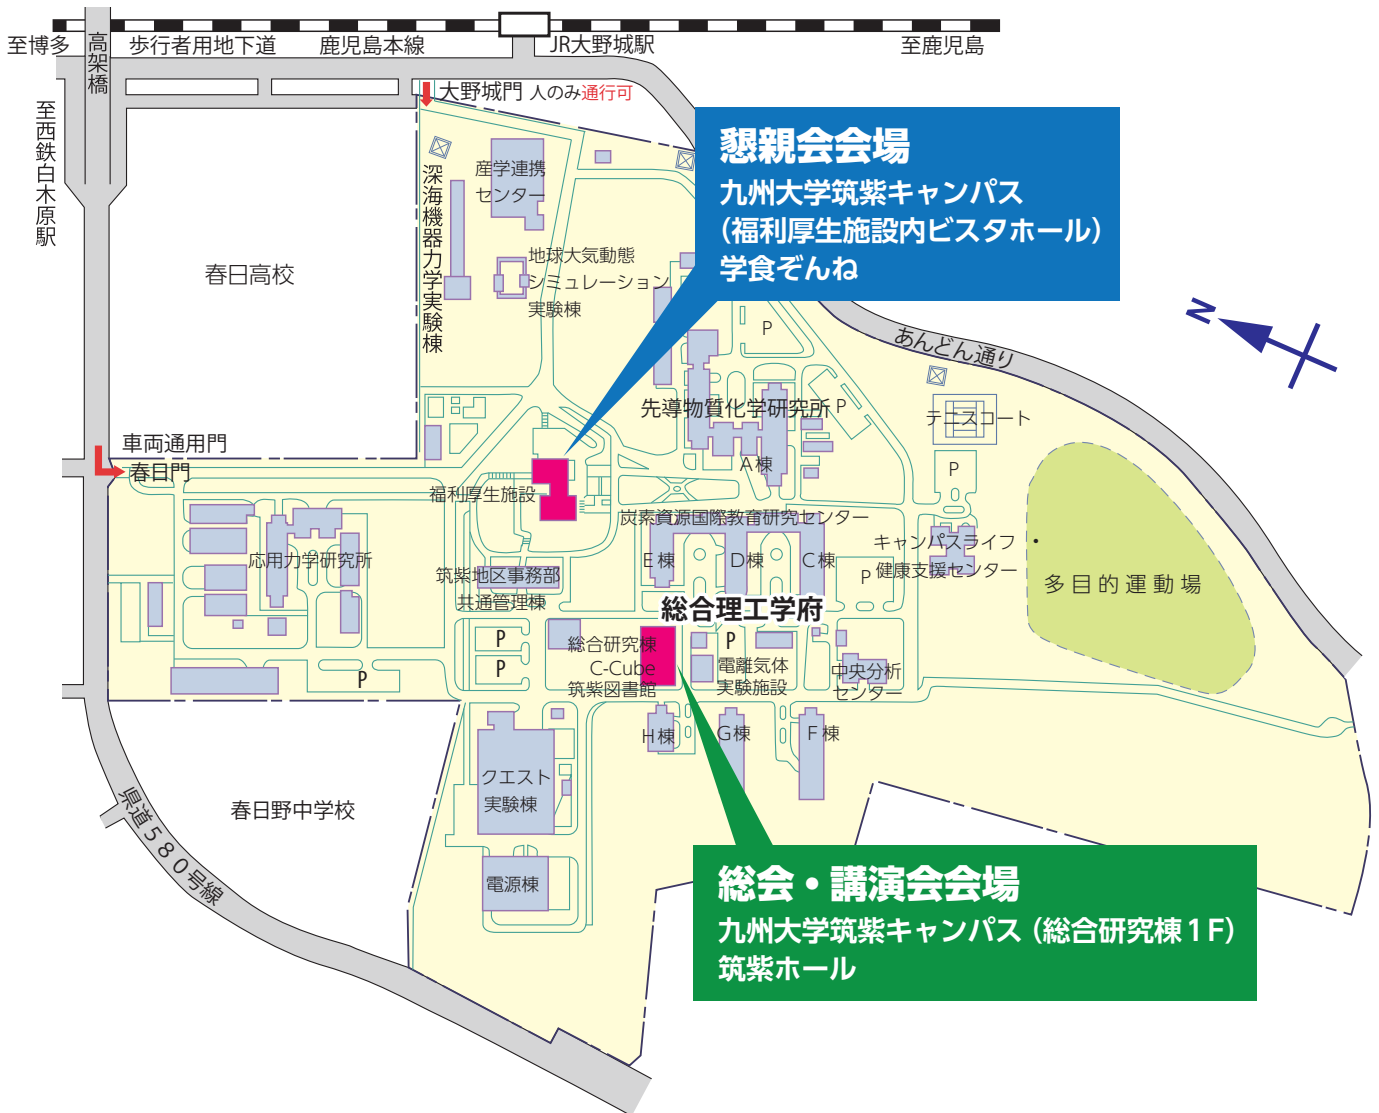 至博多
高架橋
歩行者用地下道
鹿児島本線
JR大野城駅
至鹿児島
至西鉄白木原駅
大野城門 人のみ通行可
懇親会会場
九州大学筑紫キャンパス
(福利厚生施設内ビスタホール)
学食ぞんね
産学連携
センター
深海機器力学実験棟
地球大気動態
シミュレーション
実験棟
春日高校
N
P
あんどん通り
先導物質化学研究所
P
テニスコート
A棟
P
車両通用門
春日門
福利厚生施設
炭素資源国際教育研究センター
キャンパスライフ・
健康支援センター
多目的運動場
応用力学研究所
E棟
D棟
C棟
P
筑紫地区事務部
共通管理棟
総合理工学府
P
P
P
総合研究棟
C-Cube
筑紫図書館
P
電離気体
実験施設
中央分析
センター
H棟
G棟
F棟
クエスト
実験棟
春日野中学校
県道580号線
電源棟
総会・講演会会場
九州大学筑紫キャンパス(総合研究棟1F)
筑紫ホール